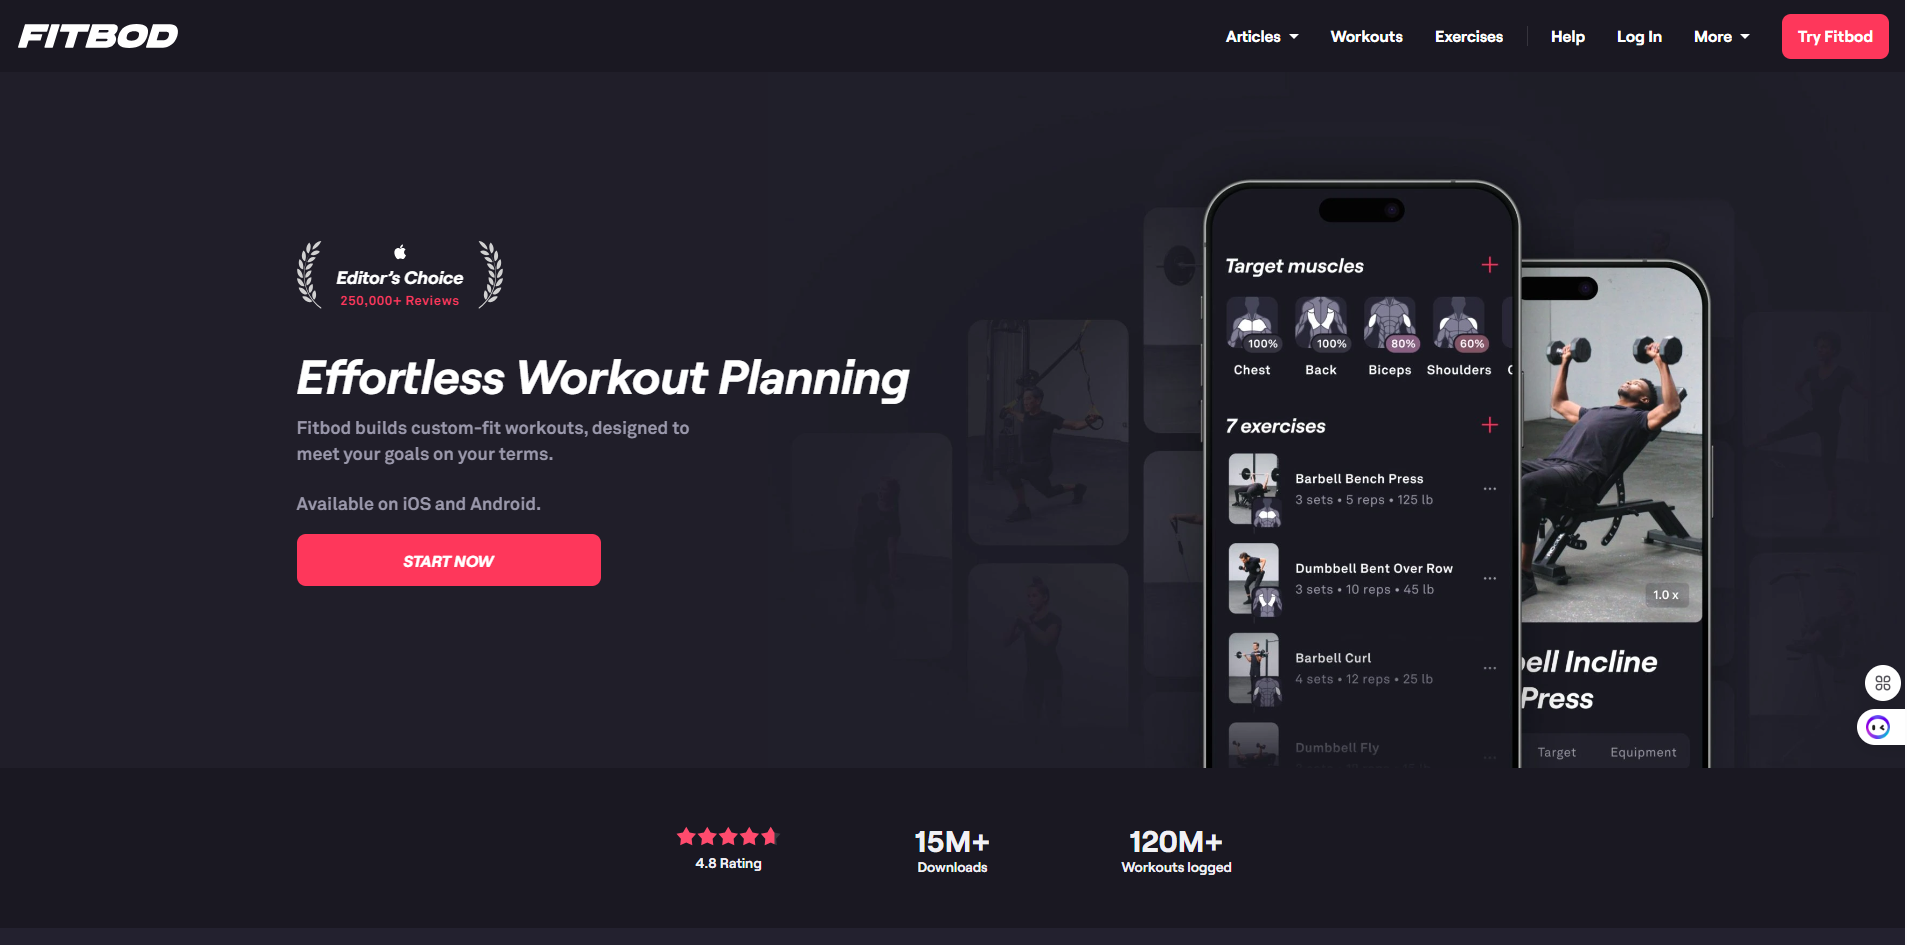 FITBOD
Articles
Workouts
Exercises
Help
Log In
More
Try Fitbod
Editor's Choice
250,000+ Reviews
Effortless Workout Planning
Fitbod builds custom-fit workouts, designed to
meet your goals on your terms.
Available on iOS and Android.
START NOW
Target muscles
100%
100%
80%
60%
Chest
Back
Biceps
Shoulders
7 exercises
Barbell Bench Press
3 sets • 5 reps • 125 lb
Dumbbell Bent Over Row
3 sets • 10 reps • 45 lb
Barbell Curl
4 sets • 12 reps • 25 lb
Dumbbell Fly
1.0 x
ell Incline
Press
Target
Equipment
4.8 Rating
15M+
Downloads
120M+
Workouts logged